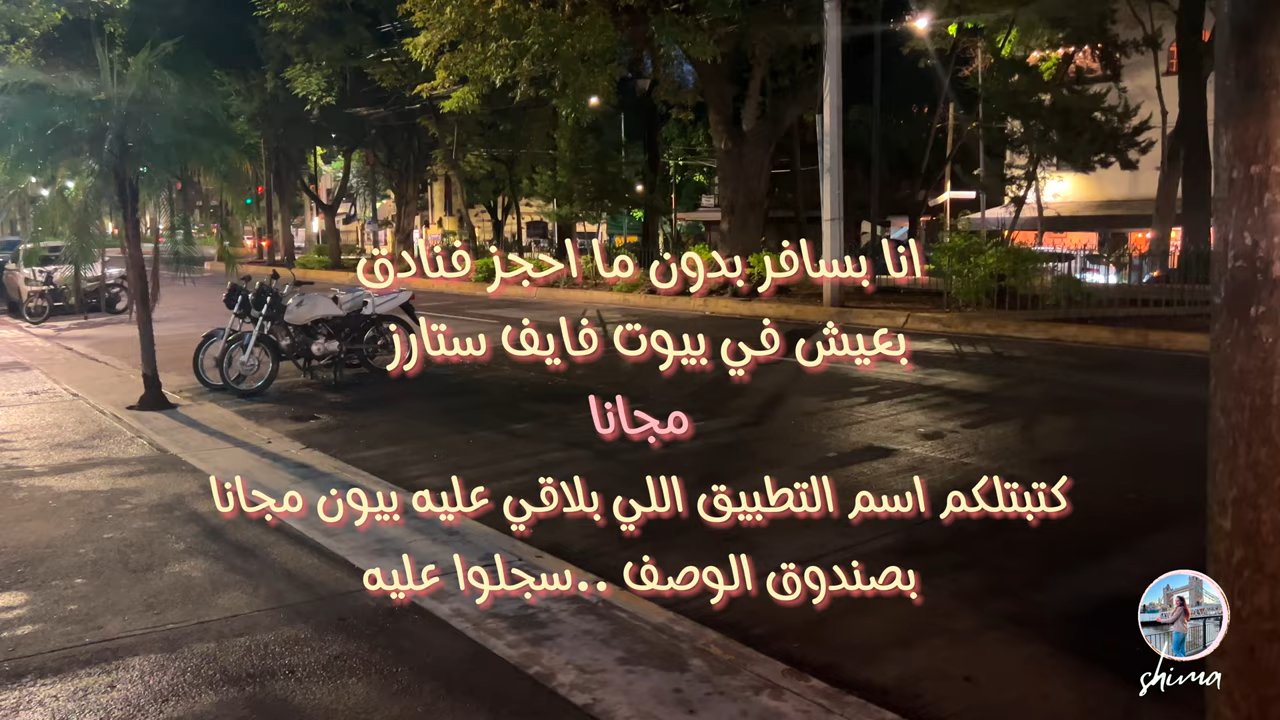 انا بسافر بدون ما احجز فنادق
بعيش في بيوت فايف ستارز
مجانا
كتبتلكم اسم التطبيق اللي بلاقي عليه بيون مجانا
بصندوق الوصف ..سجلوا عليه
shima